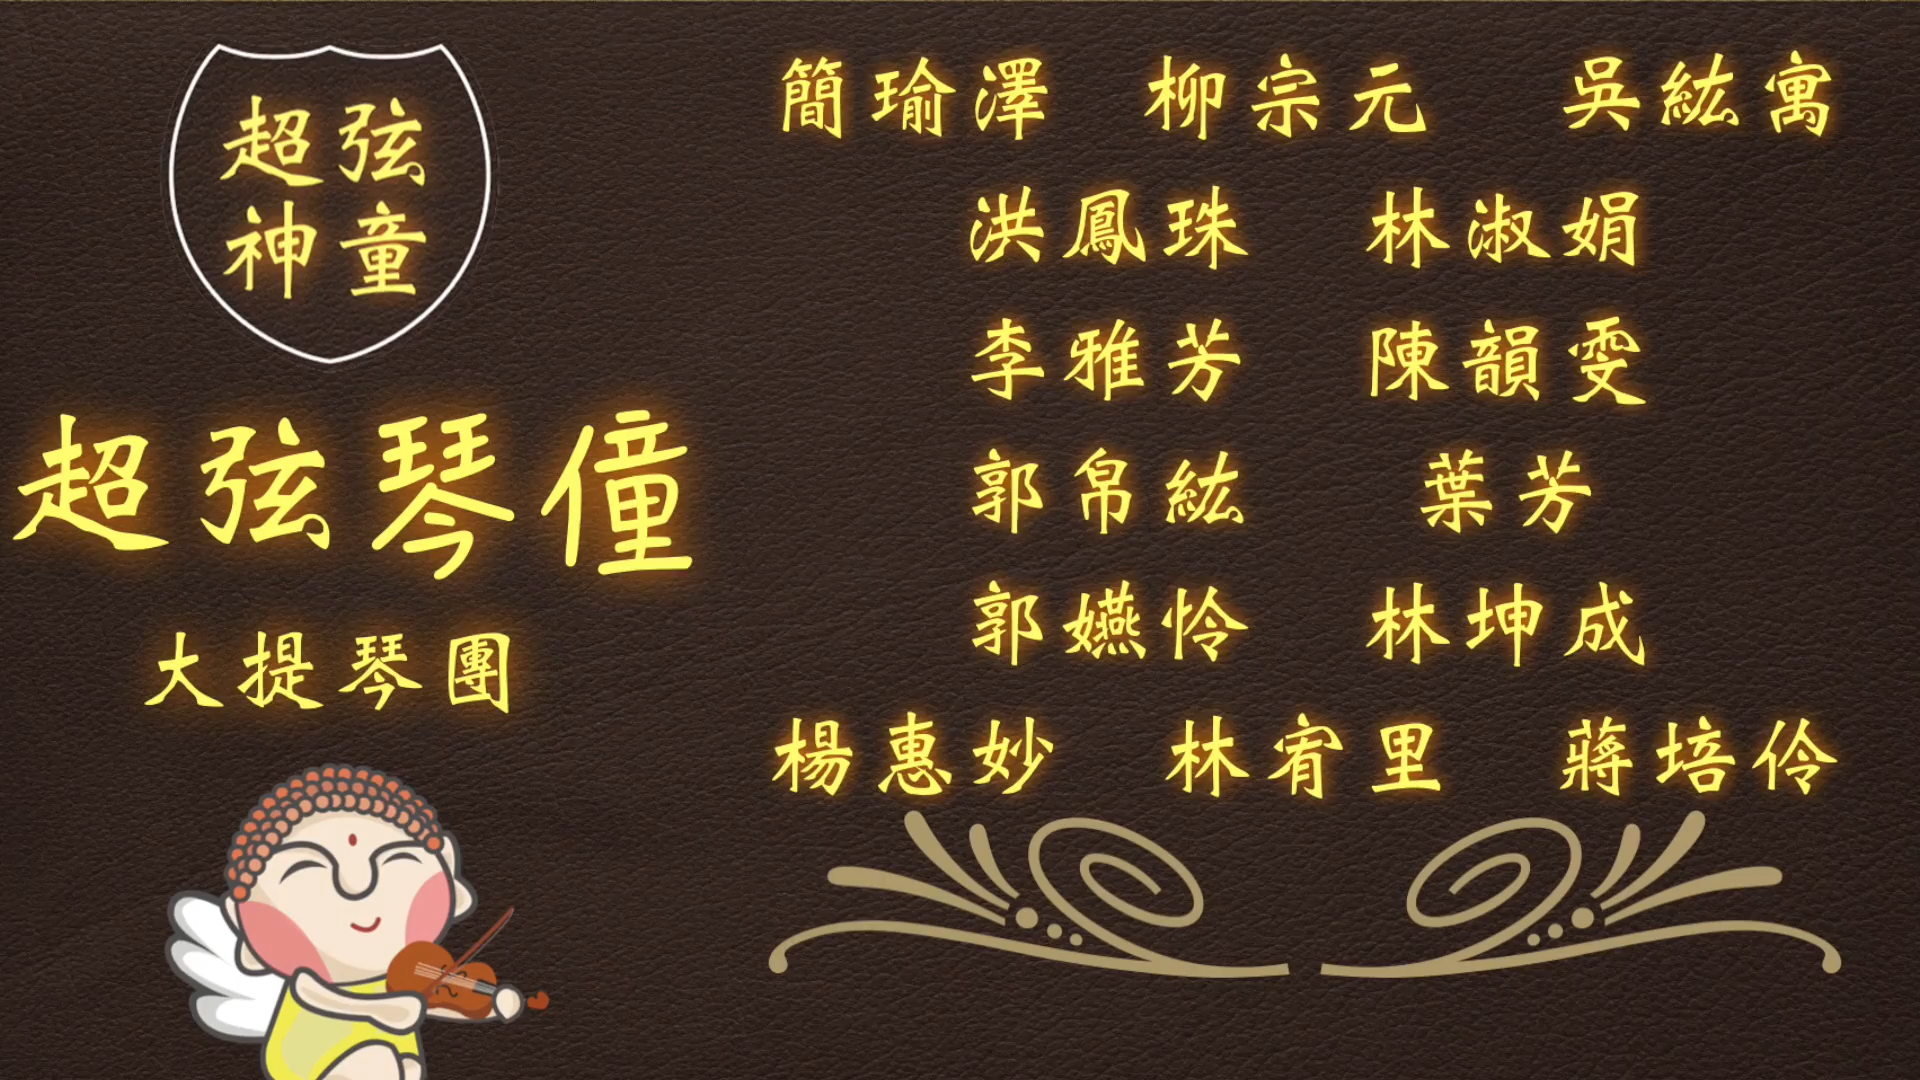 超弦
神童
超弦琴僮
大提琴團
簡瑜澤 柳宗元 吳紘寓
洪鳳珠 林淑娟
李雅芳 陳韻雯
郭帛紘 葉芳
郭嬿怜 林坤成
楊惠妙 林宥里 蔣培伶